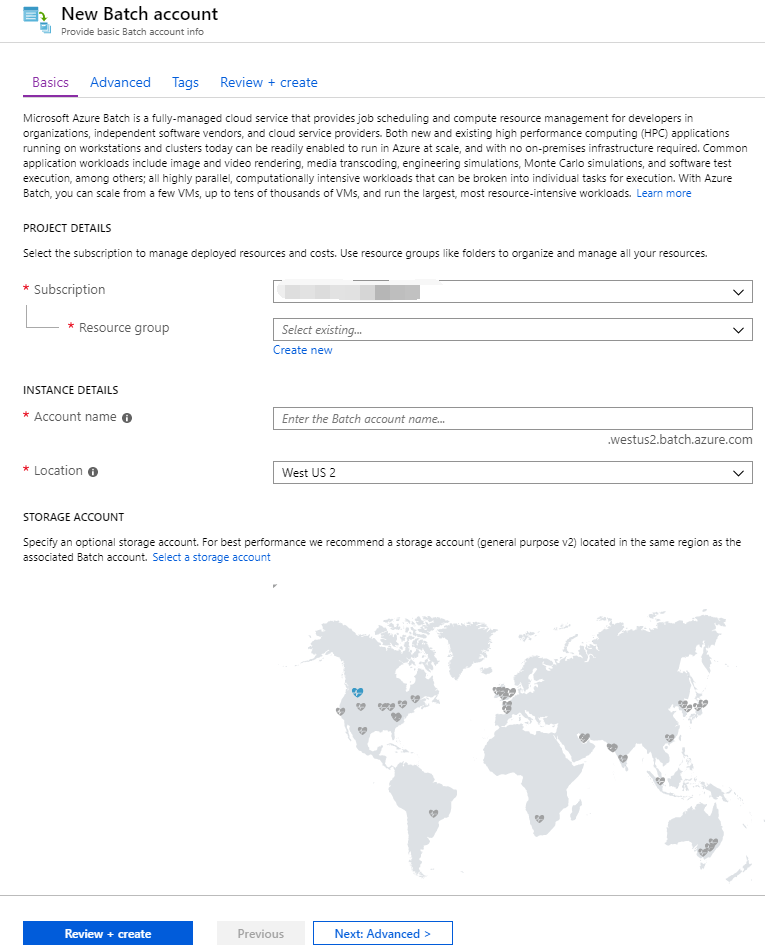 New Batch account
Provide basic Batch account info
Basics Advanced Tags Review + create
Microsoft Azure Batch is a fully-managed cloud service that provides job scheduling and compute resource management for developers in
organizations, independent software vendors, and cloud service providers. Both new and existing high performance computing (HPC) applications
running on workstations and clusters today can be readily enabled to run in Azure at scale, and with no on-premises infrastructure required. Common
application workloads include image and video rendering, media transcoding, engineering simulations, Monte Carlo simulations, and software test
execution, among others; all highly parallel, computationally intensive workloads that can be broken into individual tasks for execution. With Azure
Batch, you can scale from a few VMs, up to tens of thousands of VMs, and run the largest, most resource-intensive workloads. Learn more
PROJECT DETAILS
Select the subscription to manage deployed resources and costs. Use resource groups like folders to organize and manage all your resources.
* Subscription
* Resource group Select existing...
Create new
INSTANCE DETAILS
* Account name Enter the Batch account name...
.westus2.batch.azure.com
* Location West US 2
STORAGE ACCOUNT
Specify an optional storage account. For best performance we recommend a storage account (general purpose v2) located in the same region as the
associated Batch account. Select a storage account
Review + create Previous Next: Advanced >